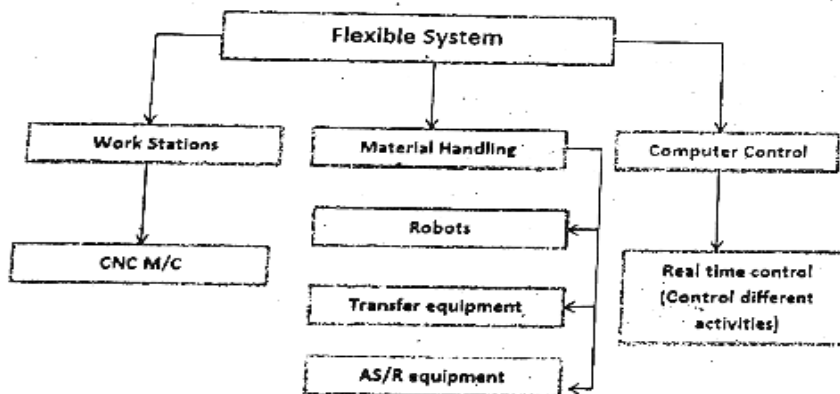 Flexible System
Work Stations
Material Handling
Computer Control
CNC M/C
Robots
Transfer equipment
AS/R equipment
Real time control
(Control different
activities)